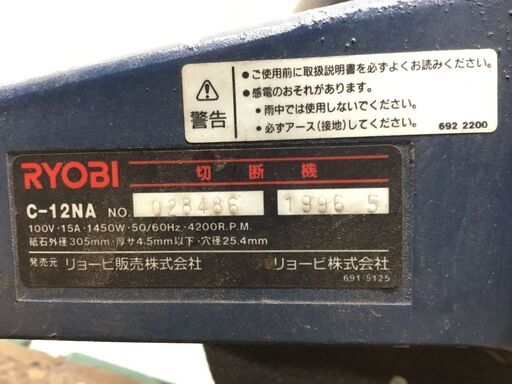 警告
●ご使用前に取扱説明書を必ずよくお読みください。
●感電のおそれがあります。
・雨中では使用しないでください。
・必ずアース(接地)してください。
692 2200
RYOBI 切断機
C-12NA NO. 028486 1996 5
100V・15A・1450W・50/60Hz・4200R.P.M.
砥石外径305mm・厚サ4.5mm以下・穴径25.4mm
発売元 リョービ販売株式会社 リョービ株式会社
691-5125